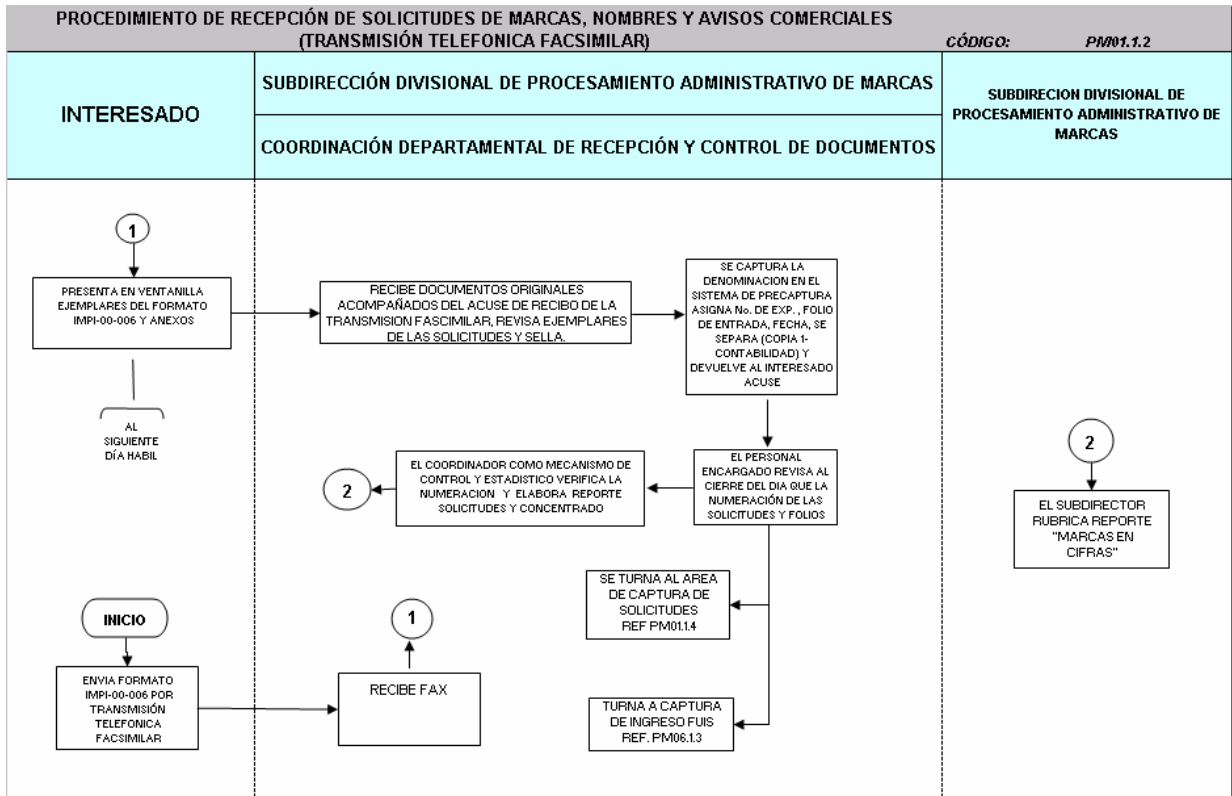 PROCEDIMIENTO DE RECEPCIÓN DE SOLICITUDES DE MARCAS, NOMBRES Y AVISOS COMERCIALES
(TRANSMISIÓN TELEFONICA FACSIMILAR)
CÓDIGO: PM01.1.2
INTERESADO
SUBDIRECCIÓN DIVISIONAL DE PROCESAMIENTO ADMINISTRATIVO DE MARCAS
COORDINACIÓN DEPARTAMENTAL DE RECEPCIÓN Y CONTROL DE DOCUMENTOS
SUBDIRECION DIVISIONAL DE
PROCESAMIENTO ADMINISTRATIVO DE
MARCAS
1
PRESENTA EN VENTANILLA
EJEMPLARES DEL FORMATO
IMPI-00-006 Y ANEXOS
RECIBE DOCUMENTOS ORIGINALES
ACOMPAÑADOS DEL ACUSE DE RECIBO DE LA
TRANSMISION FASCIMILAR, REVISA EJEMPLARES
DE LAS SOLICITUDES Y SELLA.
SE CAPTURA LA
DENOMINACION EN EL
SISTEMA DE PRECAPTURA
ASIGNA No. DE EXP. , FOLIO
DE ENTRADA, FECHA, SE
SEPARA (COPIA 1-
CONTABILIDAD) Y
DEVUELVE AL INTERESADO
ACUSE
AL
SIGUIENTE
DÍA HABIL
2
EL COORDINADOR COMO MECANISMO DE
CONTROL Y ESTADISTICO VERIFICA LA
NUMERACION Y ELABORA REPORTE
SOLICITUDES Y CONCENTRADO
EL PERSONAL
ENCARGADO REVISA AL
CIERRE DEL DIA QUE LA
NUMERACIÓN DE LAS
SOLICITUDES Y FOLIOS
2
EL SUBDIRECTOR
RUBRICA REPORTE
"MARCAS EN
CIFRAS"
SE TURNA AL AREA
DE CAPTURA DE
SOLICITUDES
REF PM01.1.4
INICIO
1
ENVIA FORMATO
IMPI-00-006 POR
TRANSMISIÓN
TELEFONICA
FACSIMILAR
RECIBE FAX
TURNA A CAPTURA
DE INGRESO FUIS
REF. PM06.1.3